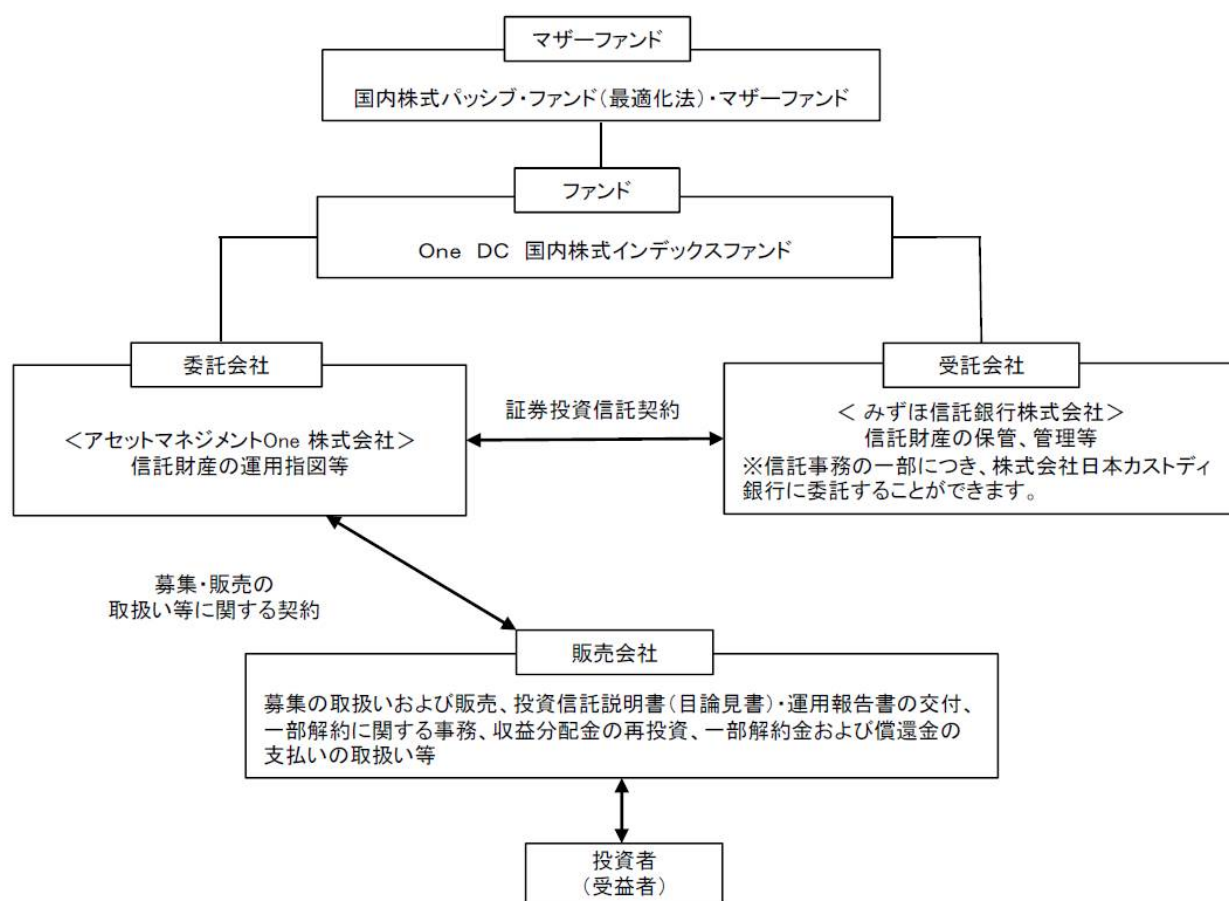 マザーファンド
国内株式パッシブ・ファンド(最適化法)・マザーファンド
ファンド
One DC 国内株式インデックスファンド
委託会社
<アセットマネジメントOne 株式会社>
信託財産の運用指図等
証券投資信託契約
受託会社
< みずほ信託銀行株式会社>
信託財産の保管、管理等
※信託事務の一部につき、株式会社日本カストディ
銀行に委託することができます。
募集・販売の
取扱い等に関する契約
販売会社
募集の取扱いおよび販売、投資信託説明書(目論見書)・運用報告書の交付、
一部解約に関する事務、収益分配金の再投資、一部解約金および償還金の
支払いの取扱い等
投資者
(受益者)